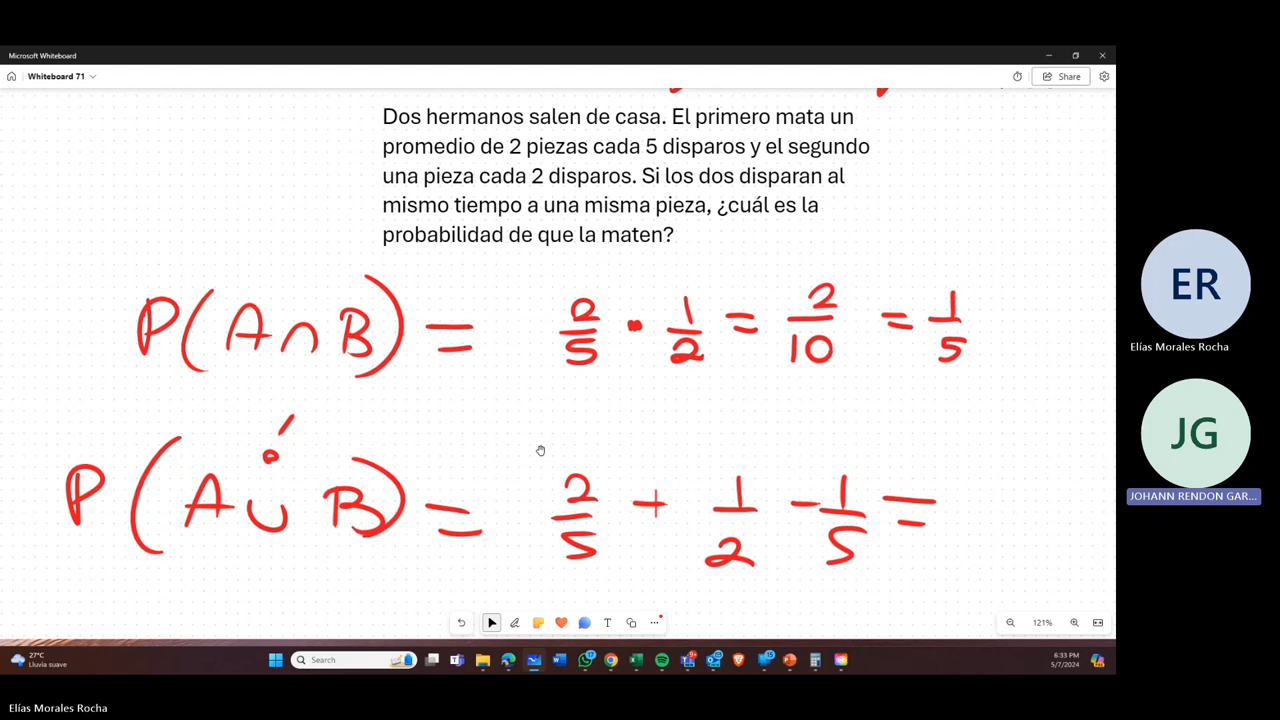 Microsoft Whiteboard
Whiteboard 71
Share
Dos hermanos salen de casa. El primero mata un
promedio de 2 piezas cada 5 disparos y el segundo
una pieza cada 2 disparos. Si los dos disparan al
mismo tiempo a una misma pieza, ¿cuál es la
probabilidad de que la maten?
P(A∩B) = 2/5 · 1/2 = 2/10 = 1/5
ó
P(A∪B) = 2/5 + 1/2 - 1/5 =
ER
Elías Morales Rocha
JG
JOHANN RENDON GAR...
T
121%
27°C
Lluvia suave
Search
17
9+
15
6:33 PM
5/7/2024
Elías Morales Rocha